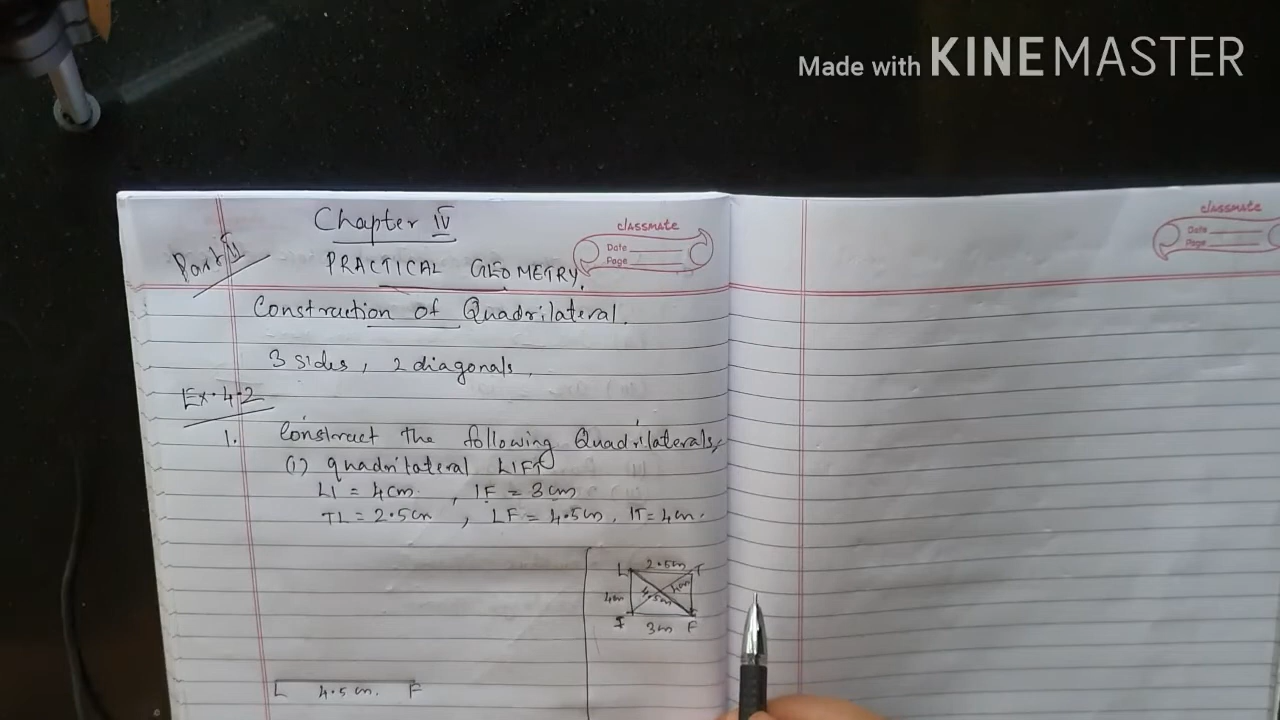 Made with KINEMASTER
Chapter IV
classmate
Date
Page
Part II
PRACTICAL GEOMETRY.
Construction of Quadrilateral.
3 sides, 2 diagonals.
Ex. 4.2
1. Construct the following Quadrilaterals,
(i) quadrilateral LIFT
LI = 4cm. , IF = 3cm
TL = 2.5cm , LF = 4.5cm, IT = 4cm.
L 2.5cm T
4cm 4.5cm 4cm
I 3cm F
L 4.5cm. F
classmate
Date
Page